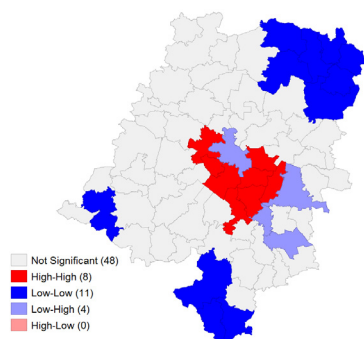 Not Significant (48)
High-High (8)
Low-Low (11)
Low-High (4)
High-Low (0)